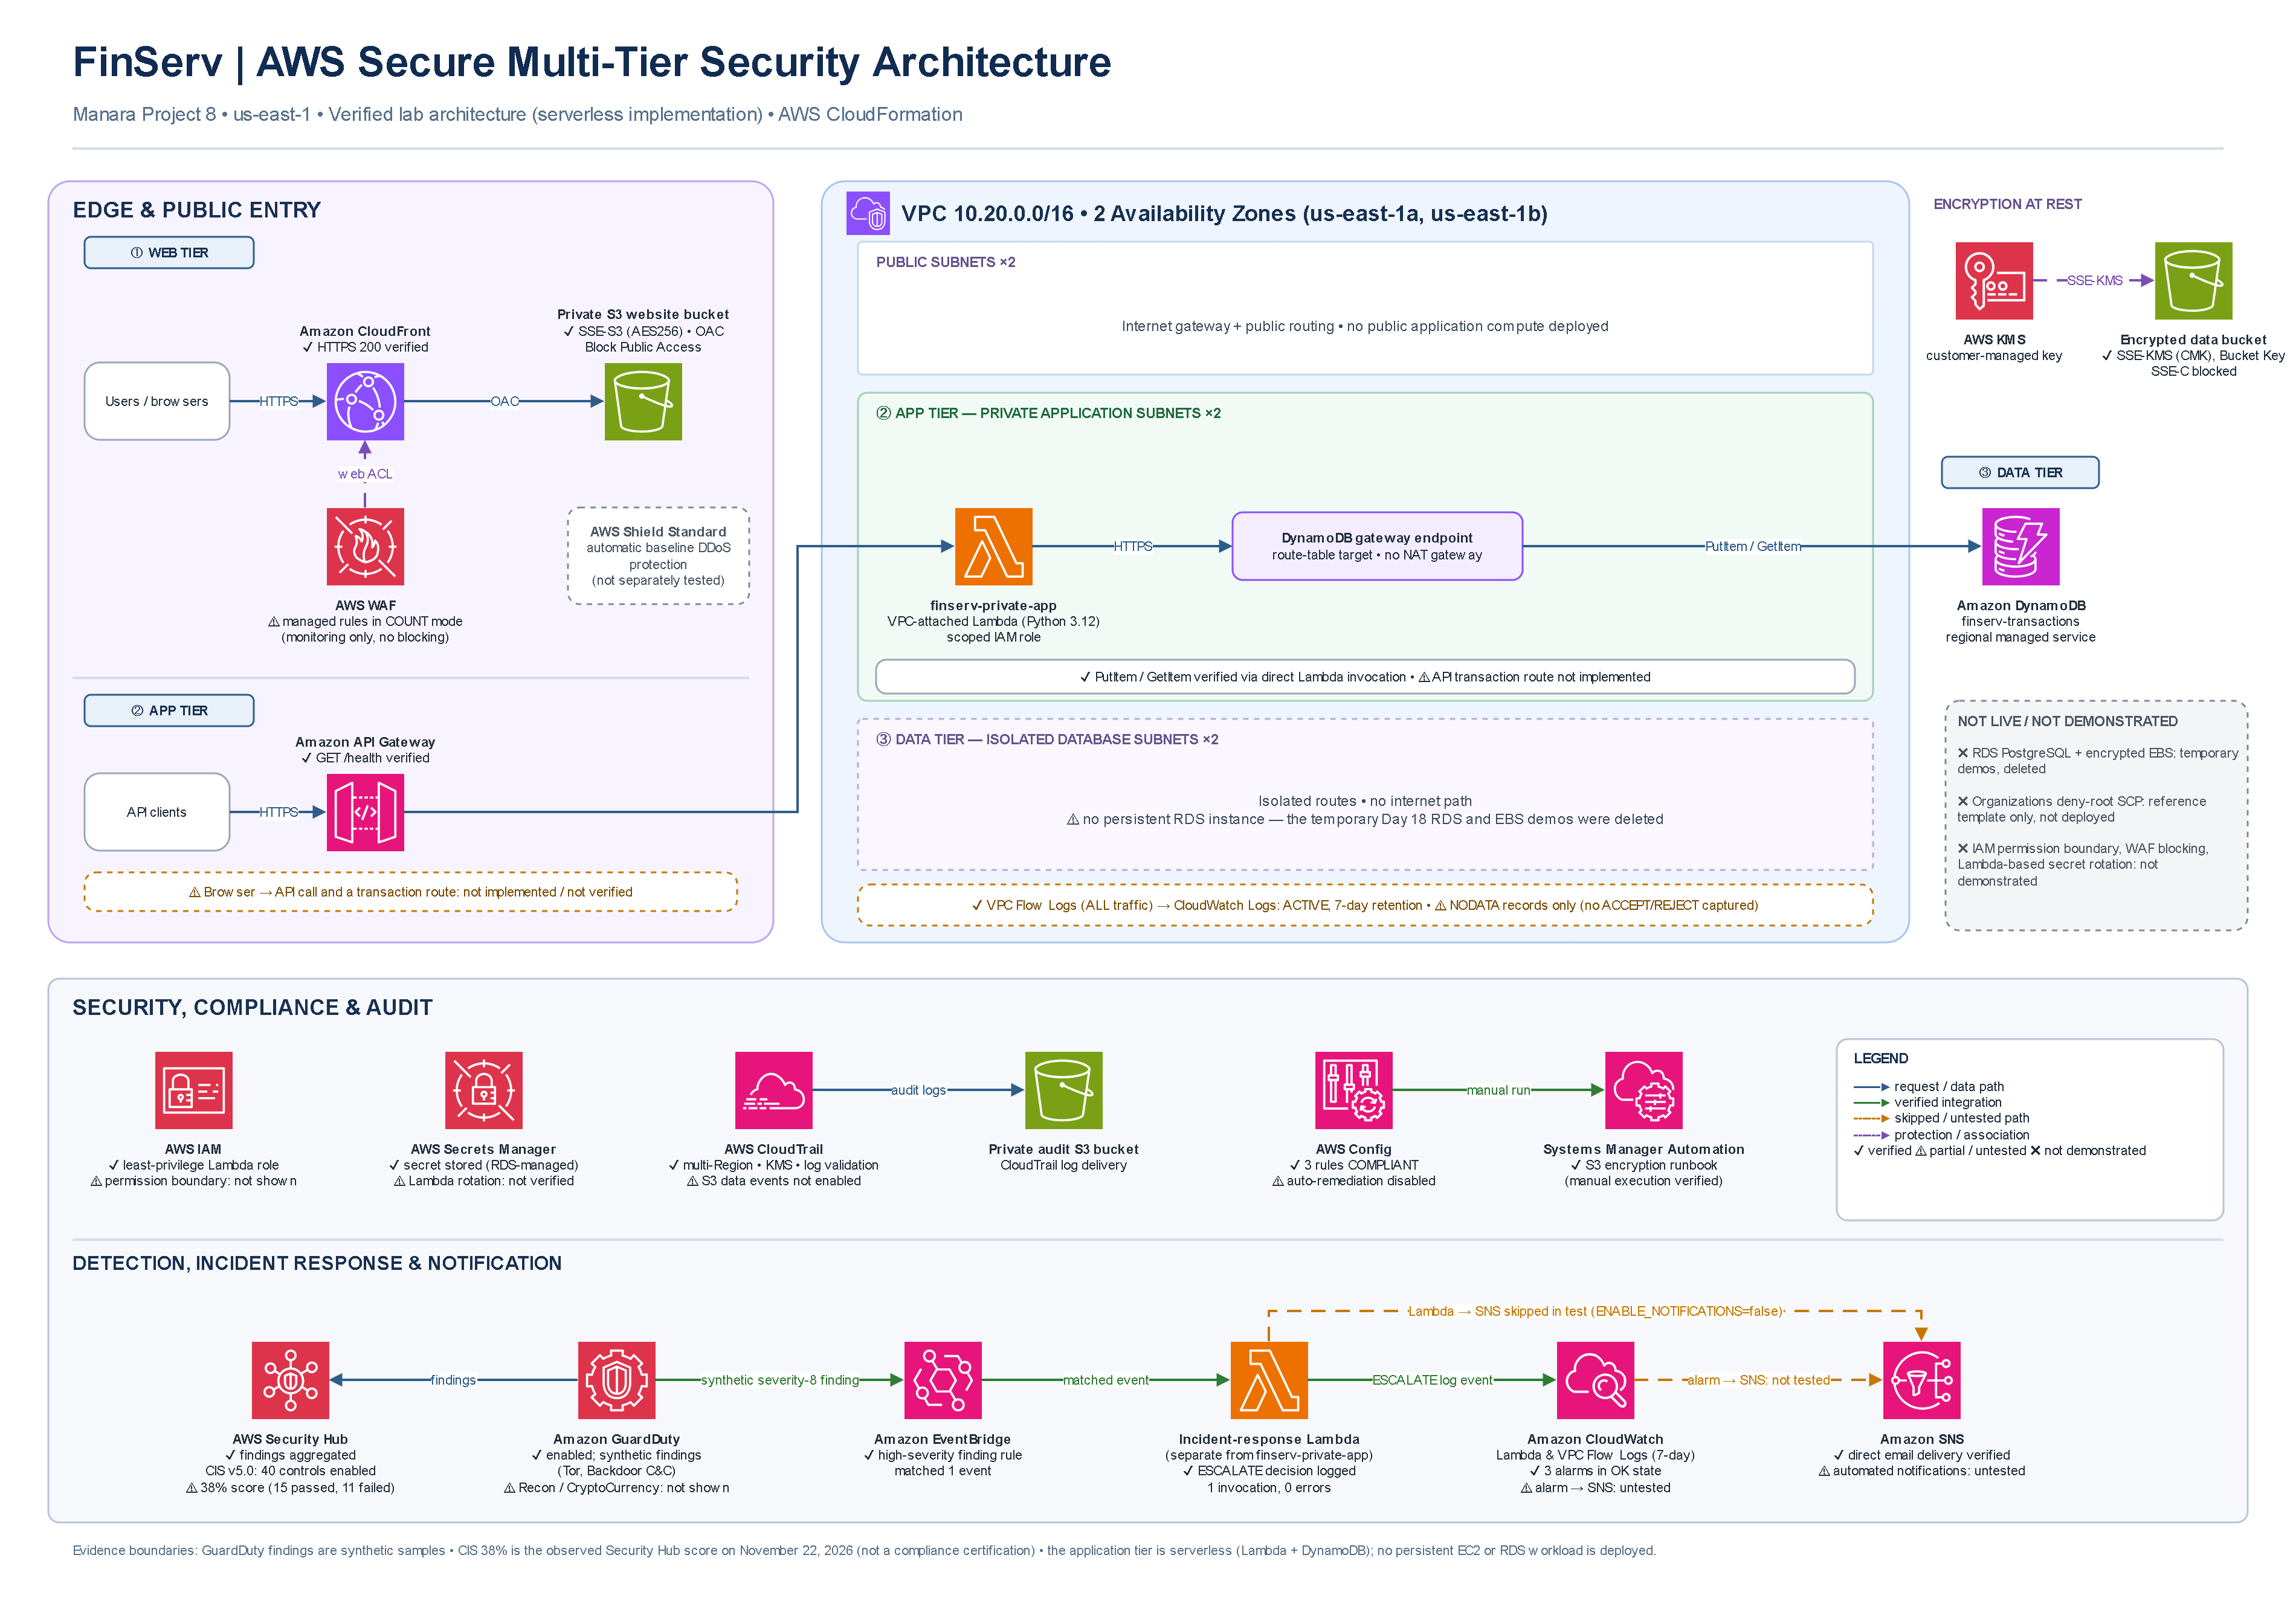 FinServ | AWS Secure Multi-Tier Security Architecture
Manara Project 8 • us-east-1 • Verified lab architecture (serverless implementation) • AWS CloudFormation
EDGE & PUBLIC ENTRY
① WEB TIER
Users / browsers
HTTPS
Amazon CloudFront
✓ HTTPS 200 verified
OAC
Private S3 website bucket
✓ SSE-S3 (AES256) • OAC
Block Public Access
web ACL
AWS WAF
⚠ managed rules in COUNT mode
(monitoring only, no blocking)
AWS Shield Standard
automatic baseline DDoS
protection
(not separately tested)
② APP TIER
API clients
HTTPS
Amazon API Gateway
✓ GET /health verified
⚠ Browser → API call and a transaction route: not implemented / not verified
VPC 10.20.0.0/16 • 2 Availability Zones (us-east-1a, us-east-1b)
PUBLIC SUBNETS ×2
Internet gateway + public routing • no public application compute deployed
② APP TIER — PRIVATE APPLICATION SUBNETS ×2
finserv-private-app
VPC-attached Lambda (Python 3.12)
scoped IAM role
HTTPS
DynamoDB gateway endpoint
route-table target • no NAT gateway
PutItem / GetItem
✓ PutItem / GetItem verified via direct Lambda invocation • ⚠ API transaction route not implemented
③ DATA TIER — ISOLATED DATABASE SUBNETS ×2
Isolated routes • no internet path
⚠ no persistent RDS instance — the temporary Day 18 RDS and EBS demos were deleted
✓ VPC Flow Logs (ALL traffic) → CloudWatch Logs: ACTIVE, 7-day retention • ⚠ NODATA records only (no ACCEPT/REJECT captured)
ENCRYPTION AT REST
AWS KMS
customer-managed key
SSE-KMS
Encrypted data bucket
✓ SSE-KMS (CMK), Bucket Key
SSE-C blocked
③ DATA TIER
Amazon DynamoDB
finserv-transactions
regional managed service
NOT LIVE / NOT DEMONSTRATED
❌ RDS PostgreSQL + encrypted EBS: temporary
demos, deleted
❌ Organizations deny-root SCP: reference
template only, not deployed
❌ IAM permission boundary, WAF blocking,
Lambda-based secret rotation: not
demonstrated
SECURITY, COMPLIANCE & AUDIT
AWS IAM
✓ least-privilege Lambda role
⚠ permission boundary: not shown
AWS Secrets Manager
✓ secret stored (RDS-managed)
⚠ Lambda rotation: not verified
AWS CloudTrail
✓ multi-Region • KMS • log validation
⚠ S3 data events not enabled
audit logs
Private audit S3 bucket
CloudTrail log delivery
AWS Config
✓ 3 rules COMPLIANT
⚠ auto-remediation disabled
manual run
Systems Manager Automation
✓ S3 encryption runbook
(manual execution verified)
LEGEND
request / data path
verified integration
skipped / untested path
protection / association
✓ verified ⚠ partial / untested ❌ not demonstrated
DETECTION, INCIDENT RESPONSE & NOTIFICATION
Lambda → SNS skipped in test (ENABLE_NOTIFICATIONS=false)
AWS Security Hub
✓ findings aggregated
CIS v5.0: 40 controls enabled
⚠ 38% score (15 passed, 11 failed)
findings
Amazon GuardDuty
✓ enabled; synthetic findings
(Tor, Backdoor C&C)
⚠ Recon / CryptoCurrency: not shown
synthetic severity-8 finding
Amazon EventBridge
✓ high-severity finding rule
matched 1 event
matched event
Incident-response Lambda
(separate from finserv-private-app)
✓ ESCALATE decision logged
1 invocation, 0 errors
ESCALATE log event
Amazon CloudWatch
Lambda & VPC Flow Logs (7-day)
✓ 3 alarms in OK state
⚠ alarm → SNS: untested
alarm → SNS: not tested
Amazon SNS
✓ direct email delivery verified
⚠ automated notifications: untested
Evidence boundaries: GuardDuty findings are synthetic samples • CIS 38% is the observed Security Hub score on November 22, 2026 (not a compliance certification) • the application tier is serverless (Lambda + DynamoDB); no persistent EC2 or RDS workload is deployed.